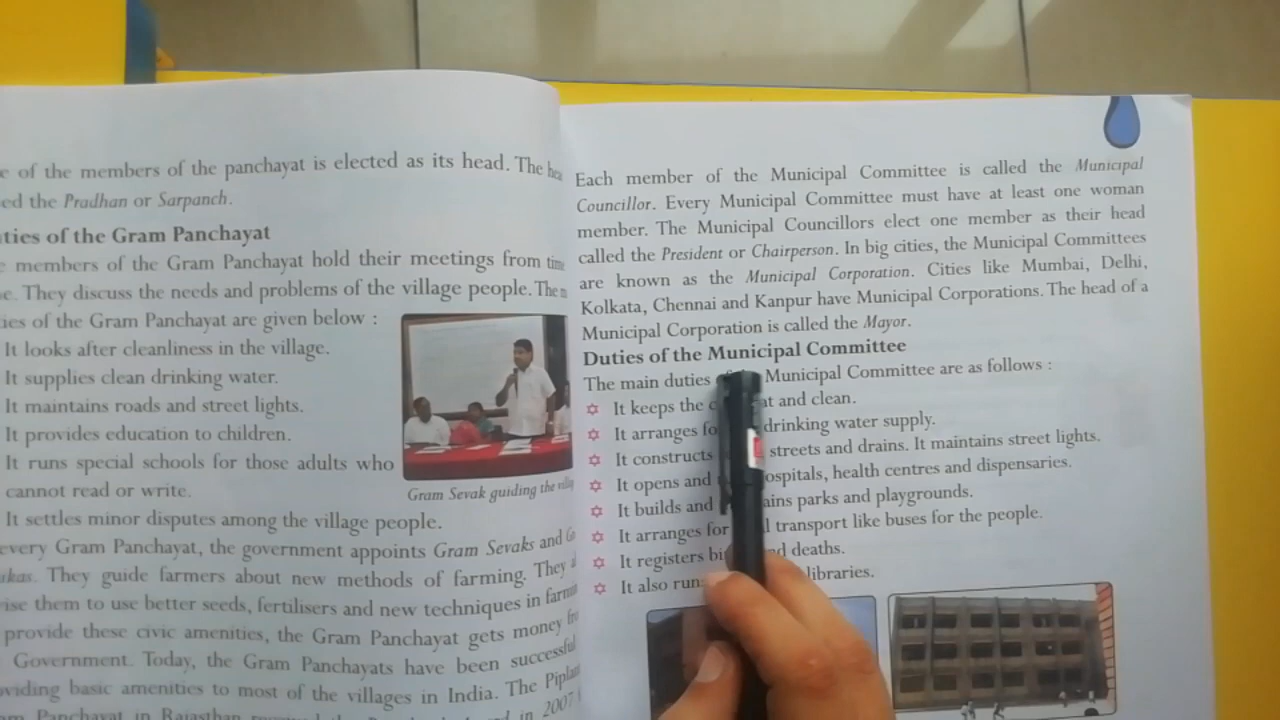 of the members of the panchayat is elected as its head. The
the Pradhan or Sarpanch.
of the Gram Panchayat
members of the Gram Panchayat hold their meetings from
They discuss the needs and problems of the village people. The
of the Gram Panchayat are given below :
It looks after cleanliness in the village.
It supplies clean drinking water.
It maintains roads and street lights.
It provides education to children.
It runs special schools for those adults who
cannot read or write.
It settles minor disputes among the village people.
Gram Sevak guiding the
every Gram Panchayat, the government appoints Gram Sevaks and
They guide farmers about new methods of farming. They
them to use better seeds, fertilisers and new techniques in
provide these civic amenities, the Gram Panchayat gets money
Government. Today, the Gram Panchayats have been
basic amenities to most of the villages in India. The
Panchayat in Rajasthan in 2007
Each member of the Municipal Committee is called the Municipal
Councillor. Every Municipal Committee must have at least one woman
member. The Municipal Councillors elect one member as their head
called the President or Chairperson. In big cities, the Municipal Committees
are known as the Municipal Corporation. Cities like Mumbai, Delhi,
Kolkata, Chennai and Kanpur have Municipal Corporations. The head of a
Municipal Corporation is called the Mayor.
Duties of the Municipal Committee
The main duties Municipal Committee are as follows :
It keeps the and clean.
It arranges drinking water supply.
It constructs streets and drains. It maintains street lights.
It opens and hospitals, health centres and dispensaries.
It builds and parks and playgrounds.
It arranges for transport like buses for the people.
It registers deaths.
It also libraries.